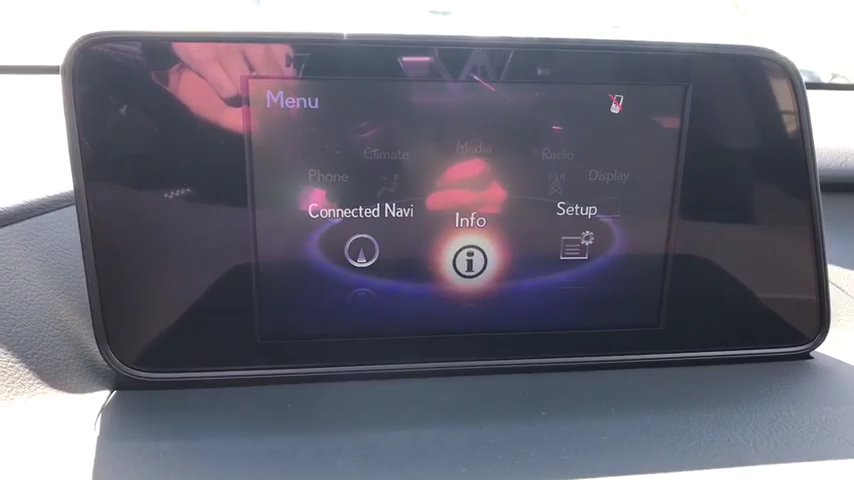 Menu
Media
Climate
Radio
Phone
Display
Connected Navi
Info
Setup